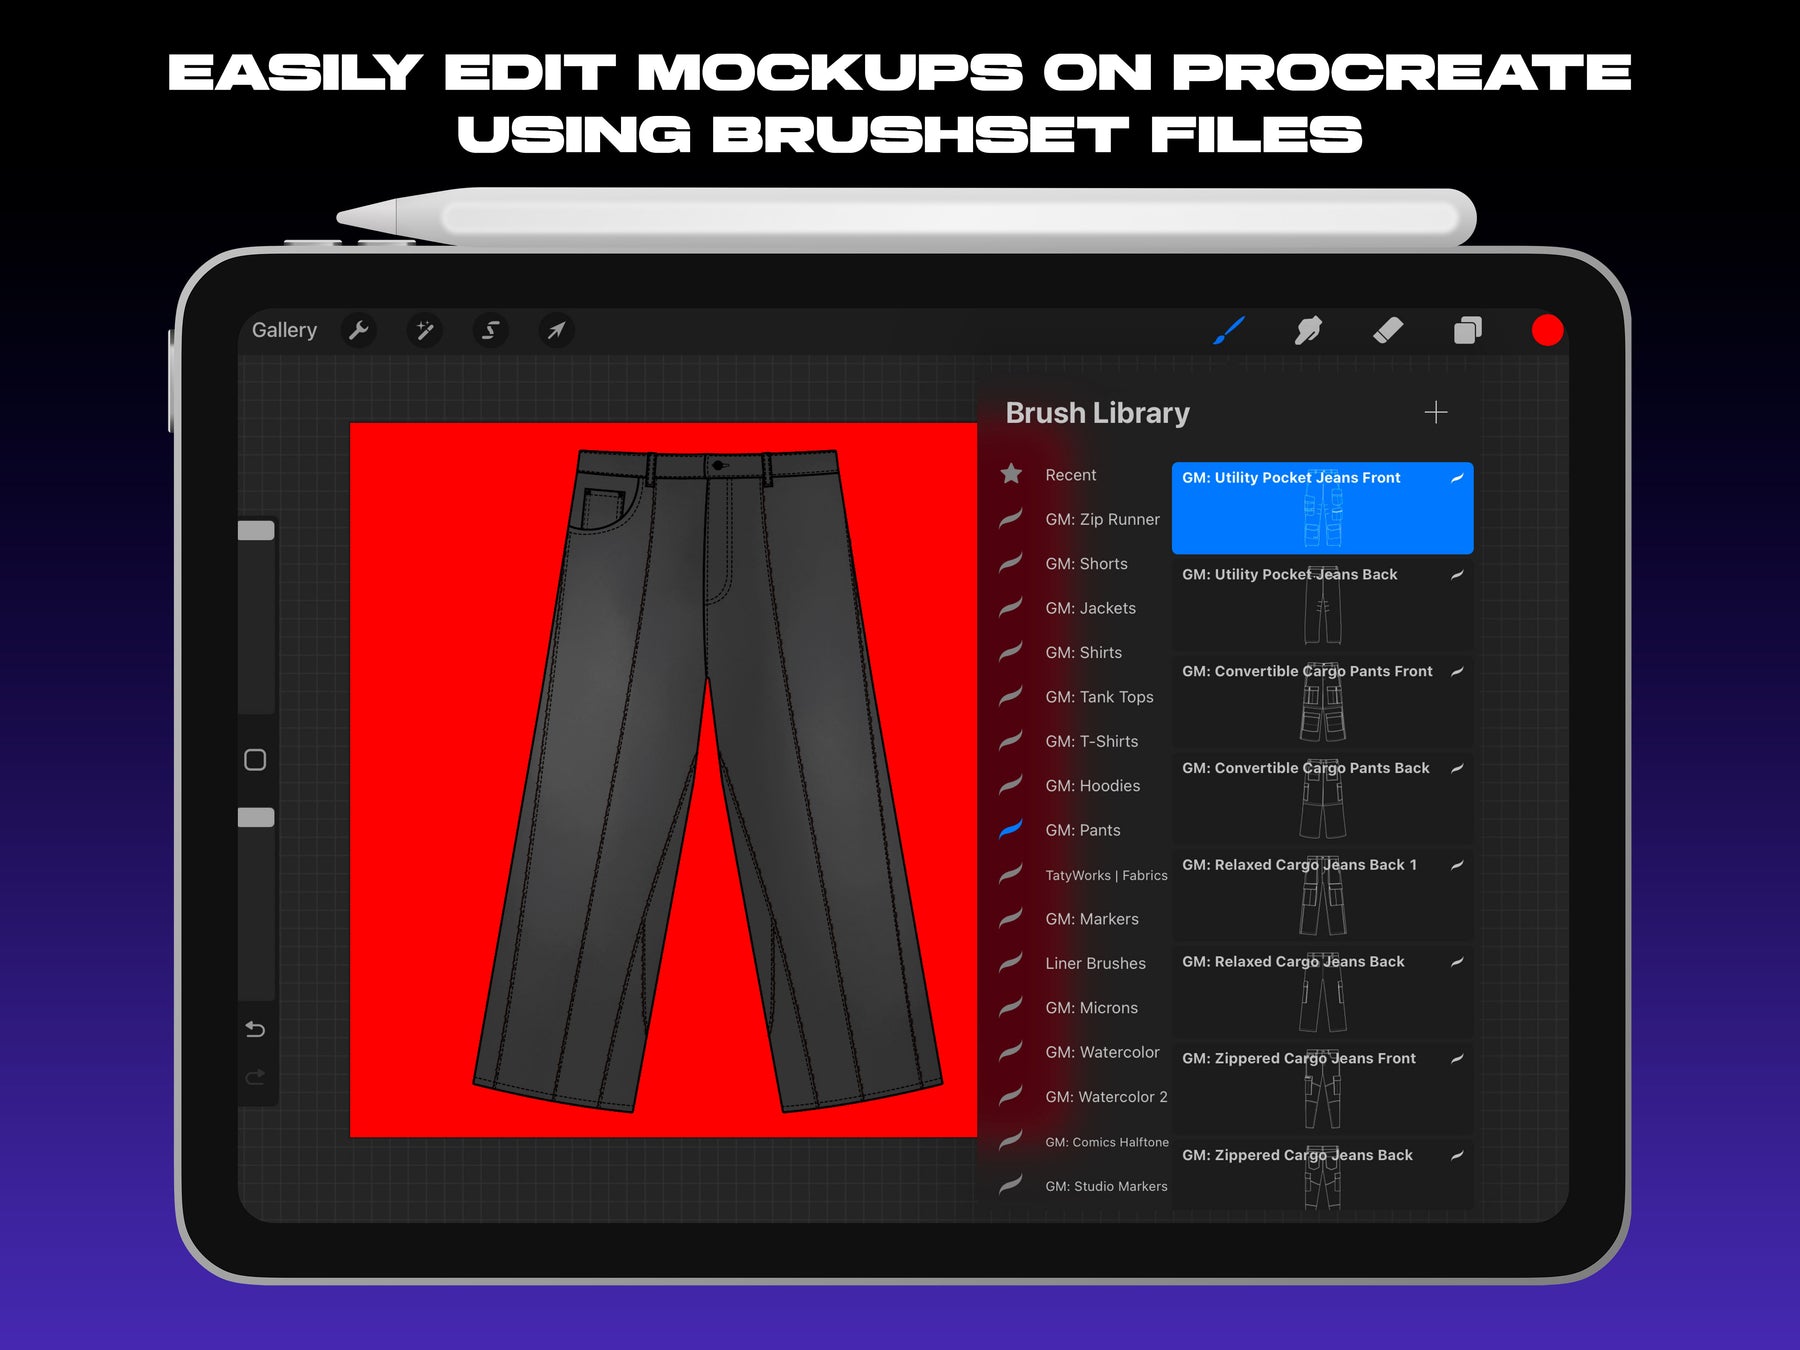 EASILY EDIT MOCKUPS ON PROCREATE
USING BRUSHSET FILES
Gallery
Brush Library
Recent
GM: Zip Runner
GM: Shorts
GM: Jackets
GM: Shirts
GM: Tank Tops
GM: T-Shirts
GM: Hoodies
GM: Pants
TatyWorks | Fabrics
GM: Markers
Liner Brushes
GM: Microns
GM: Watercolor
GM: Watercolor 2
GM: Comics Halftone
GM: Studio Markers
GM: Utility Pocket Jeans Front
GM: Utility Pocket Jeans Back
GM: Convertible Cargo Pants Front
GM: Convertible Cargo Pants Back
GM: Relaxed Cargo Jeans Back 1
GM: Relaxed Cargo Jeans Back
GM: Zippered Cargo Jeans Front
GM: Zippered Cargo Jeans Back